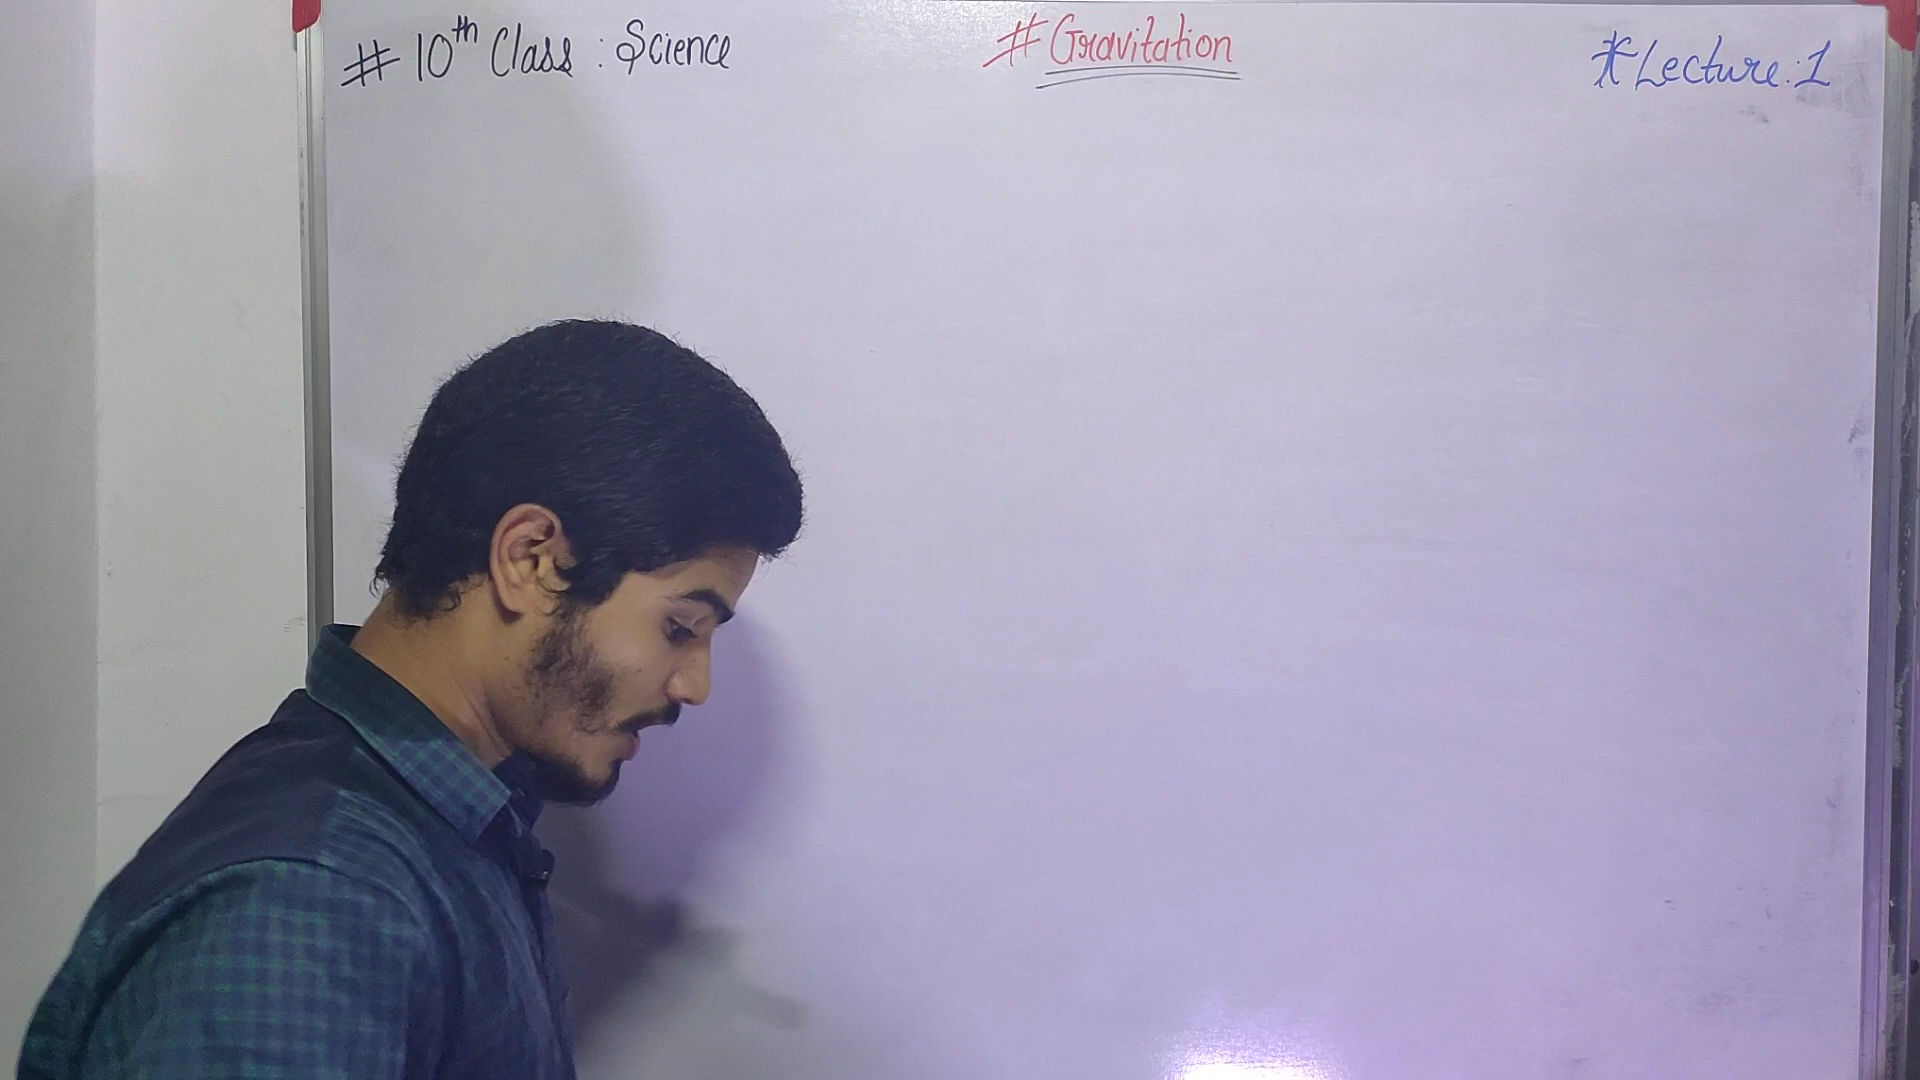 # 10th Class : Science
# Gravitation
* Lecture : 1